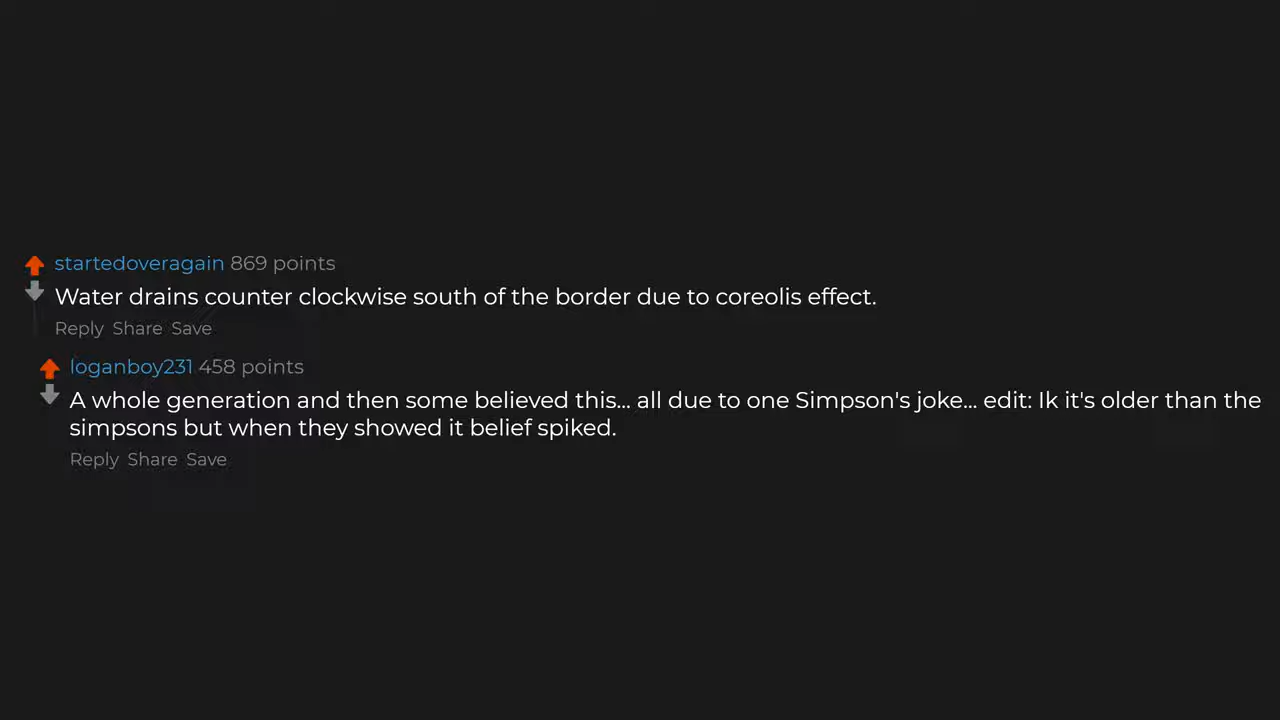 startedoveragain 869 points
Water drains counter clockwise south of the border due to coreolis effect.
Reply Share Save
loganboy231 458 points
A whole generation and then some believed this... all due to one Simpson's joke... edit: Ik it's older than the
simpsons but when they showed it belief spiked.
Reply Share Save